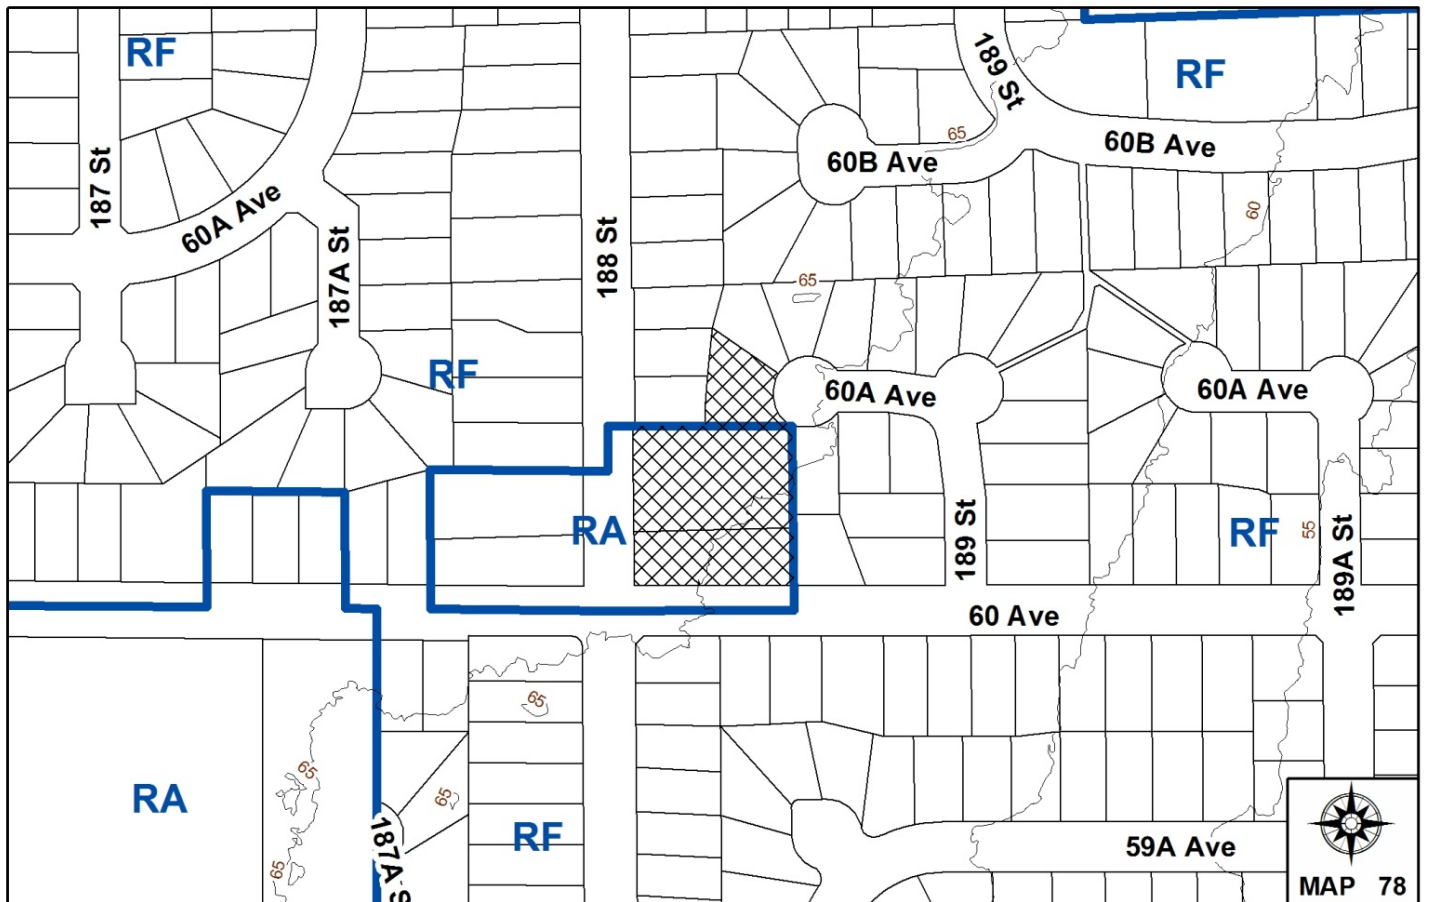 RF
189 St
RF
65
60B Ave
60B Ave
187 St
60A Ave
60
187A St
188 St
65
RF
60A Ave
60A Ave
RA
189 St
RF
55
189A St
60 Ave
65
65
RA
65
RF
187A S
59A Ave
65
MAP 78